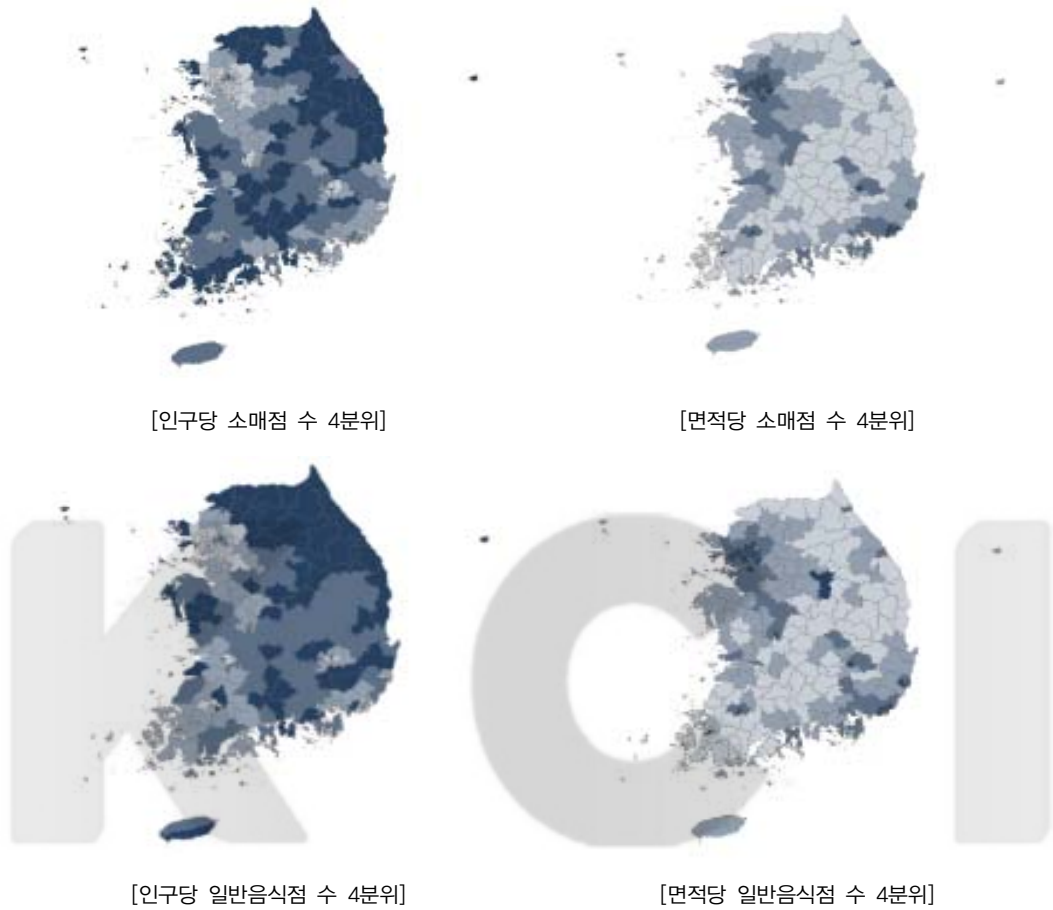 [인구당 소매점 수 4분위]
[면적당 소매점 수 4분위]
KCI
[인구당 일반음식점 수 4분위]
[면적당 일반음식점 수 4분위]